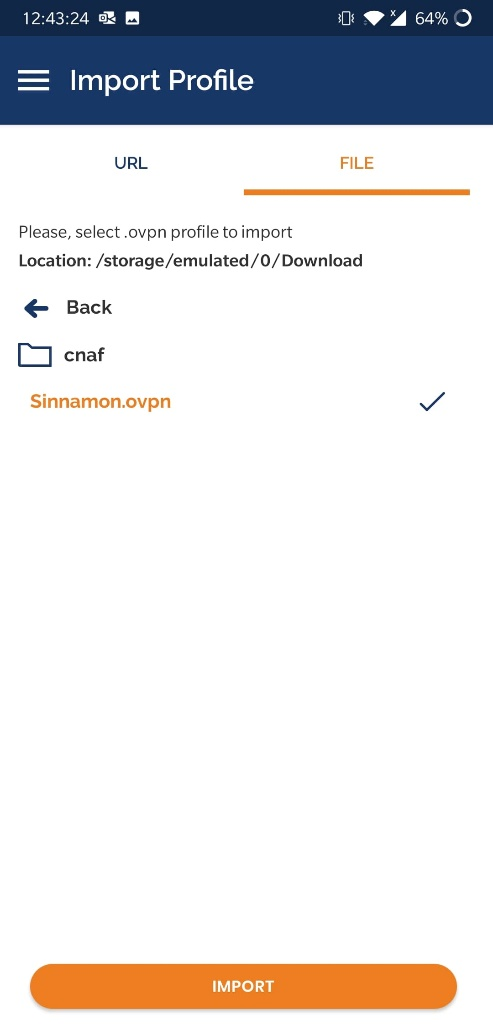 12:43:24 64%
Import Profile
URL FILE
Please, select .ovpn profile to import
Location: /storage/emulated/0/Download
Back
cnaf
Sinnamon.ovpn
IMPORT